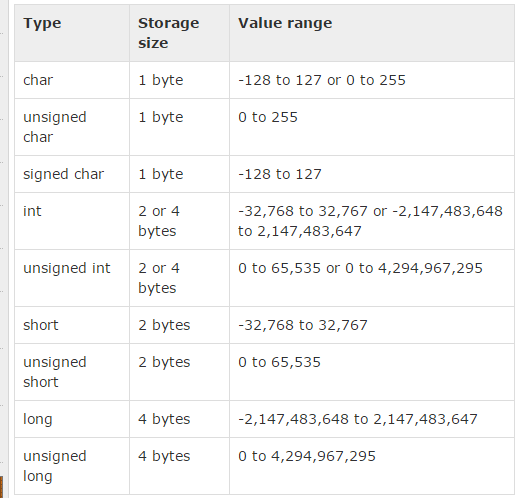 Type Storage size Value range
char 1 byte -128 to 127 or 0 to 255
unsigned char 1 byte 0 to 255
signed char 1 byte -128 to 127
int 2 or 4 bytes -32,768 to 32,767 or -2,147,483,648 to 2,147,483,647
unsigned int 2 or 4 bytes 0 to 65,535 or 0 to 4,294,967,295
short 2 bytes -32,768 to 32,767
unsigned short 2 bytes 0 to 65,535
long 4 bytes -2,147,483,648 to 2,147,483,647
unsigned long 4 bytes 0 to 4,294,967,295